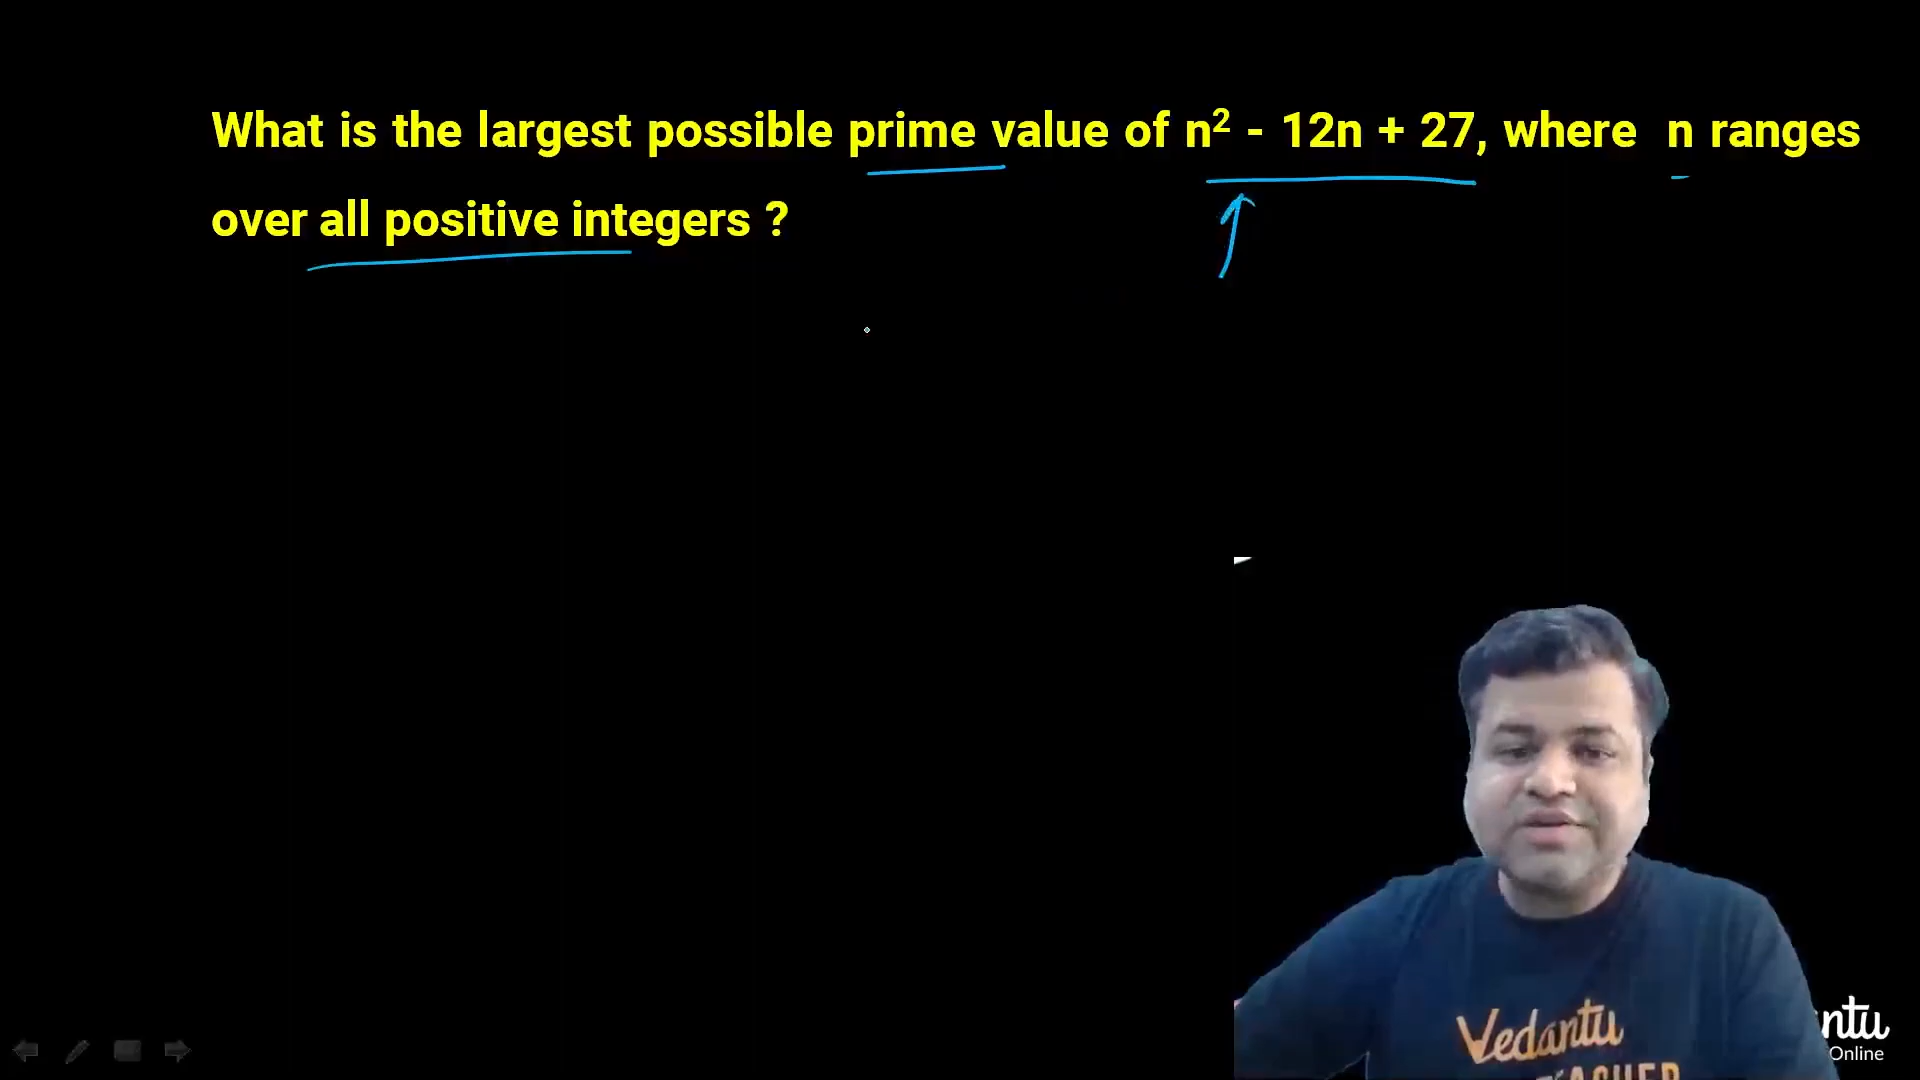 What is the largest possible prime value of n² - 12n + 27, where n ranges
over all positive integers ?
Vedantu
ntu
Online